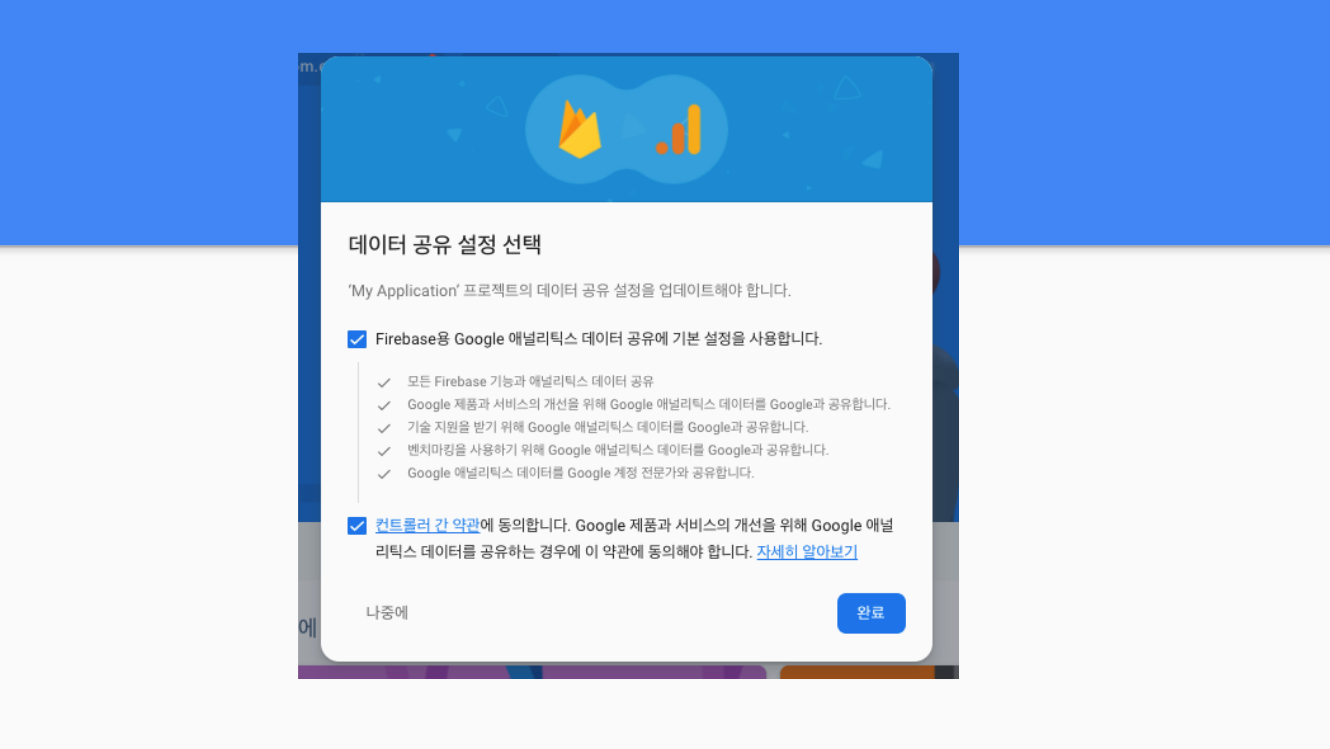 데이터 공유 설정 선택
‘My Application’ 프로젝트의 데이터 공유 설정을 업데이트해야 합니다.
Firebase용 Google 애널리틱스 데이터 공유에 기본 설정을 사용합니다.
모든 Firebase 기능과 애널리틱스 데이터 공유
Google 제품과 서비스의 개선을 위해 Google 애널리틱스 데이터를 Google과 공유합니다.
기술 지원을 받기 위해 Google 애널리틱스 데이터를 Google과 공유합니다.
벤치마킹을 사용하기 위해 Google 애널리틱스 데이터를 Google과 공유합니다.
Google 애널리틱스 데이터를 Google 계정 전문가와 공유합니다.
컨트롤러 간 약관에 동의합니다. Google 제품과 서비스의 개선을 위해 Google 애널
리틱스 데이터를 공유하는 경우에 이 약관에 동의해야 합니다. 자세히 알아보기
나중에 완료
에